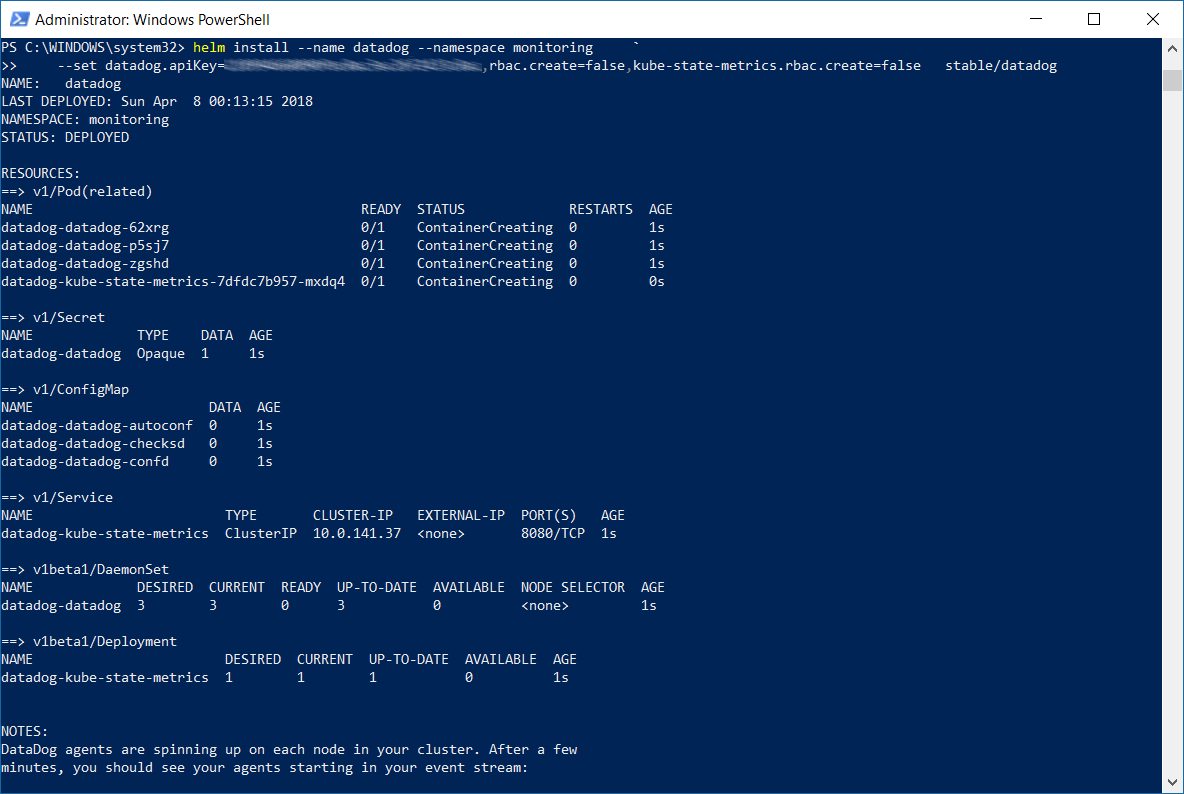 Administrator: Windows PowerShell
PS C:\WINDOWS\system32> helm install --name datadog --namespace monitoring     `
>>     --set datadog.apiKey= ,rbac.create=false,kube-state-metrics.rbac.create=false   stable/datadog
NAME:   datadog
LAST DEPLOYED: Sun Apr  8 00:13:15 2018
NAMESPACE: monitoring
STATUS: DEPLOYED
RESOURCES:
==> v1/Pod(related)
NAME                                         READY  STATUS             RESTARTS  AGE
datadog-datadog-62xrg                        0/1    ContainerCreating  0         1s
datadog-datadog-p5sj7                        0/1    ContainerCreating  0         1s
datadog-datadog-zgshd                        0/1    ContainerCreating  0         1s
datadog-kube-state-metrics-7dfdc7b957-mxdq4  0/1    ContainerCreating  0         0s
==> v1/Secret
NAME             TYPE    DATA  AGE
datadog-datadog  Opaque  1     1s
==> v1/ConfigMap
NAME                      DATA  AGE
datadog-datadog-autoconf  0     1s
datadog-datadog-checksd   0     1s
datadog-datadog-confd     0     1s
==> v1/Service
NAME                        TYPE       CLUSTER-IP   EXTERNAL-IP  PORT(S)   AGE
datadog-kube-state-metrics  ClusterIP  10.0.141.37  <none>       8080/TCP  1s
==> v1beta1/DaemonSet
NAME             DESIRED  CURRENT  READY  UP-TO-DATE  AVAILABLE  NODE SELECTOR  AGE
datadog-datadog  3        3        0      3           0          <none>         1s
==> v1beta1/Deployment
NAME                        DESIRED  CURRENT  UP-TO-DATE  AVAILABLE  AGE
datadog-kube-state-metrics  1        1        1           0          1s
NOTES:
DataDog agents are spinning up on each node in your cluster. After a few
minutes, you should see your agents starting in your event stream: